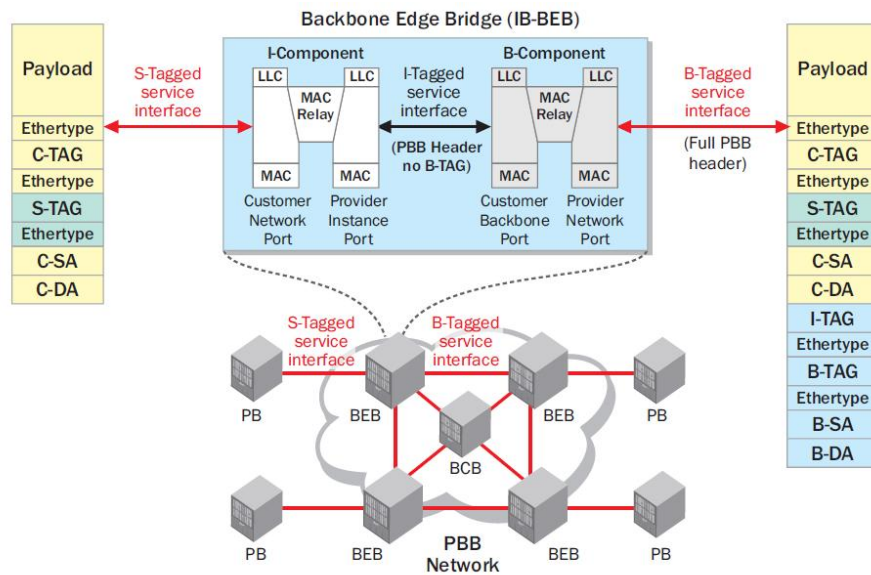 Backbone Edge Bridge (IB-BEB)
Payload
Ethertype
C-TAG
Ethertype
S-TAG
Ethertype
C-SA
C-DA
S-Tagged
service
interface
I-Component
LLC
LLC
MAC
Relay
MAC
MAC
Customer
Network
Port
Provider
Instance
Port
I-Tagged
service
interface
(PBB Header
no B-TAG)
B-Component
LLC
LLC
MAC
Relay
MAC
MAC
Customer
Backbone
Port
Provider
Network
Port
B-Tagged
service
interface
(Full PBB
header)
Payload
Ethertype
C-TAG
Ethertype
S-TAG
Ethertype
C-SA
C-DA
I-TAG
Ethertype
B-TAG
Ethertype
B-SA
B-DA
S-Tagged
service
interface
B-Tagged
service
interface
PB
BEB
BEB
PB
BCB
PB
BEB
PBB
Network
BEB
PB